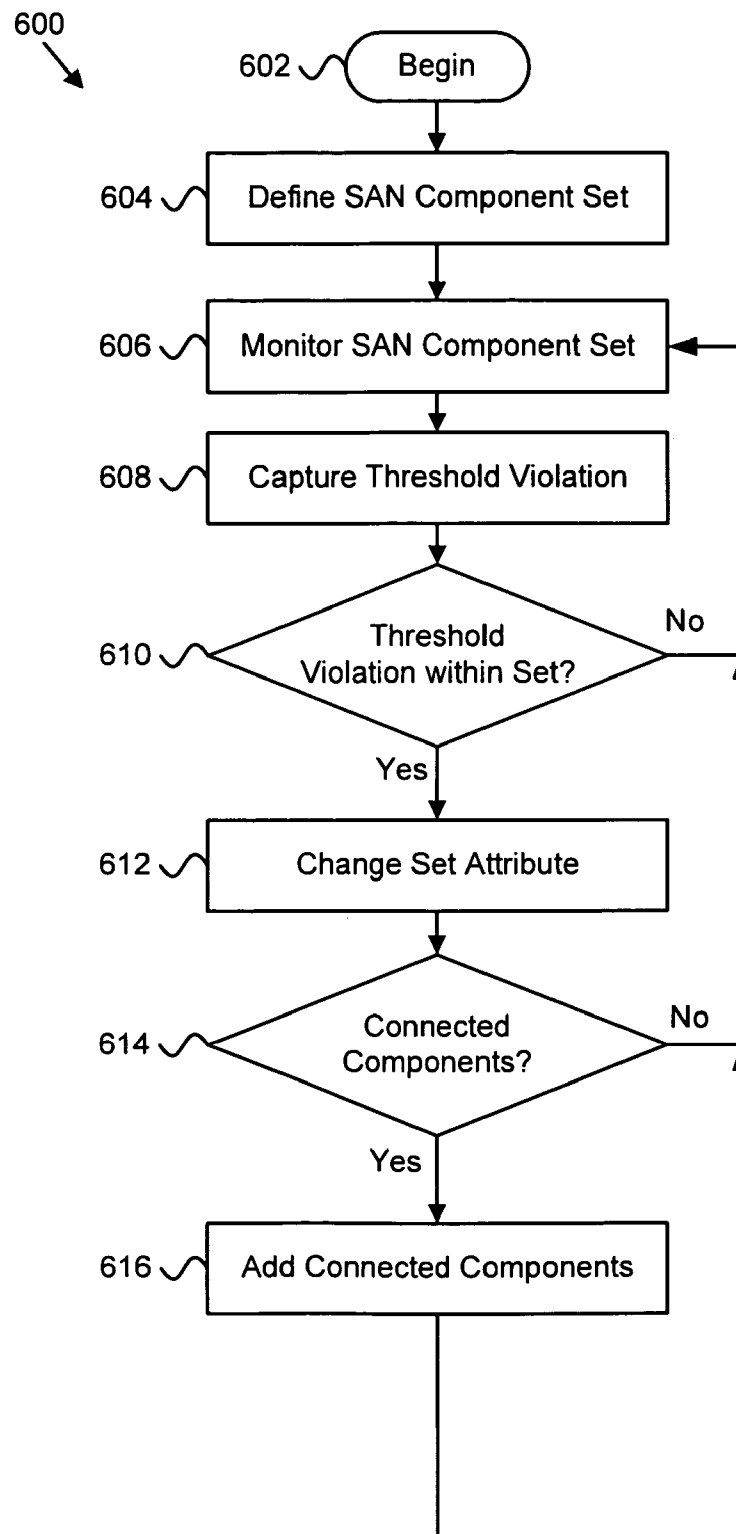 600
602
Begin
604
Define SAN Component Set
606
Monitor SAN Component Set
608
Capture Threshold Violation
610
Threshold
Violation within Set?
No
Yes
612
Change Set Attribute
614
Connected
Components?
No
Yes
616
Add Connected Components